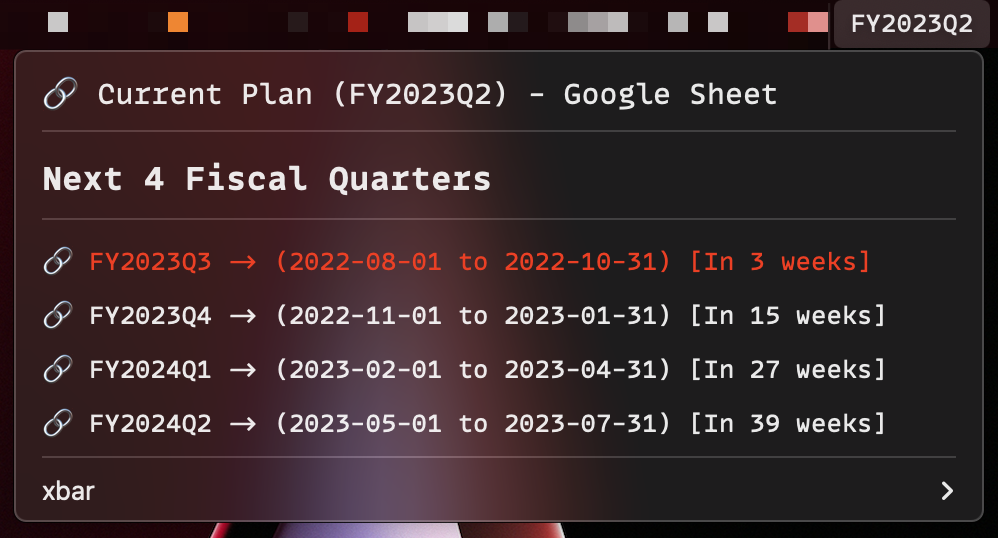 FY2023Q2
Current Plan (FY2023Q2) - Google Sheet
Next 4 Fiscal Quarters
FY2023Q3 → (2022-08-01 to 2022-10-31) [In 3 weeks]
FY2023Q4 → (2022-11-01 to 2023-01-31) [In 15 weeks]
FY2024Q1 → (2023-02-01 to 2023-04-31) [In 27 weeks]
FY2024Q2 → (2023-05-01 to 2023-07-31) [In 39 weeks]
xbar